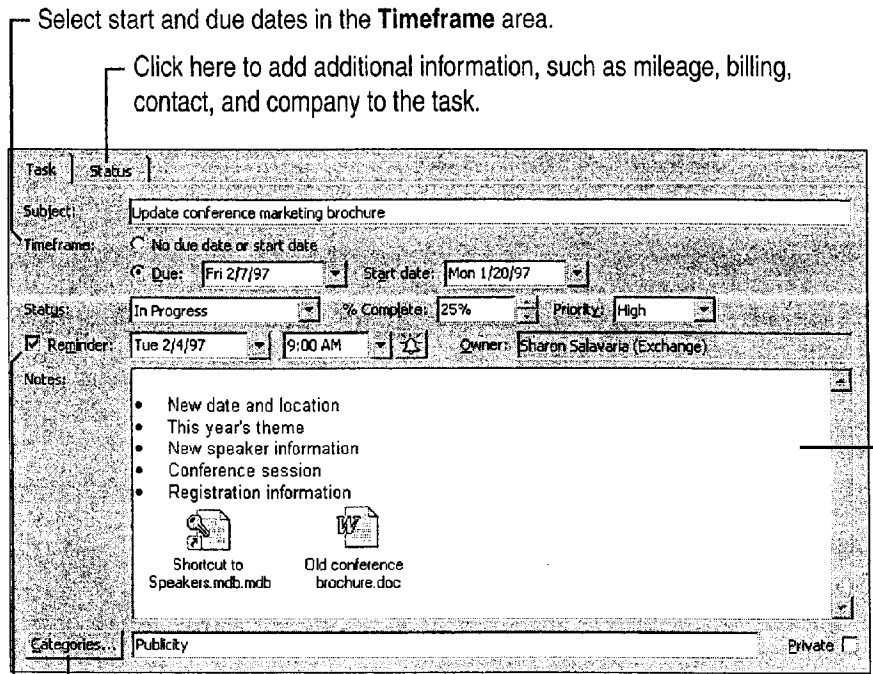 Select start and due dates in the Timeframe area.
Click here to add additional information, such as mileage, billing,
contact, and company to the task.
Task Status
Subject: Update conference marketing brochure
Timeframe: No due date or start date
Due: Fri 2/7/97 Start date: Mon 1/20/97
Status: In Progress % Complete: 25% Priority: High
Reminder: Tue 2/4/97 9:00 AM Owner: Sharon Salavaria (Exchange)
Notes:
• New date and location
• This year's theme
• New speaker information
• Conference session
• Registration information
Shortcut to Old conference
Speakers.mdb.mdb brochure.doc
Categories... Publicity Private